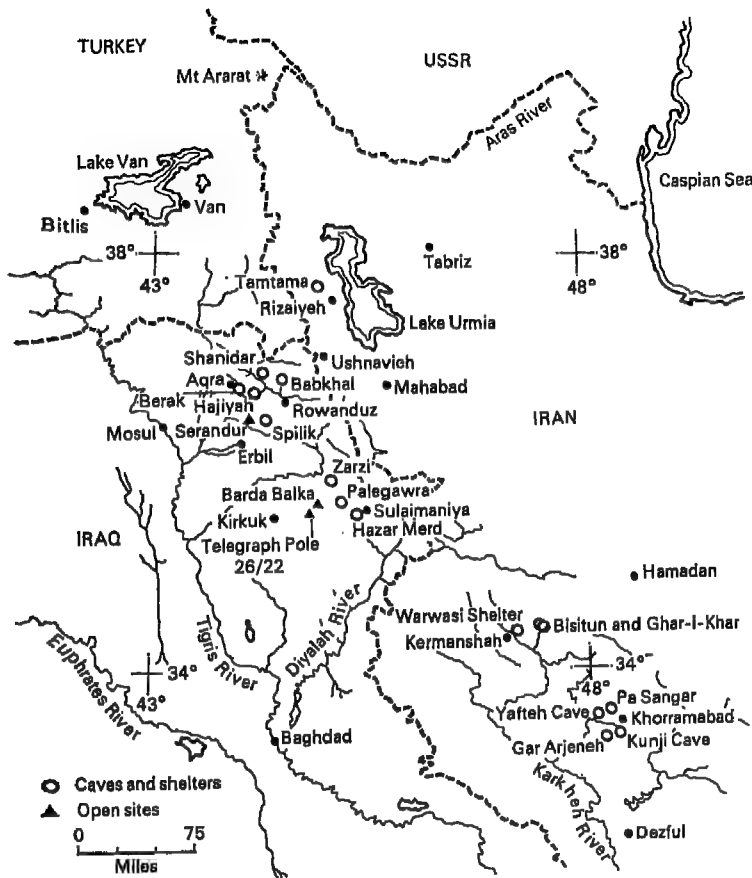 TURKEY
USSR
Mt Ararat
Aras River
Lake Van
Caspian Sea
Van
Bitlis
Tabriz
38°
43°
38°
48°
Tamtama
Rizaiyeh
Lake Urmia
Shanidar
Ushnavieh
Aqra
Babkhal
Mahabad
Berak
Hajiyah
Rowanduz
IRAN
Mosul
Serandur
Spilik
Erbil
Zarzi
Barda Balka
Palegawra
Sulaimaniya
Kirkuk
Hazar Merd
IRAQ
Telegraph Pole
26/22
Hamadan
Warwasi Shelter
Bisitun and Ghar-i-Khar
Kermanshah
Diyalah River
Tigris River
Euphrates River
34°
43°
34°
48°
Pa Sangar
Yafteh Cave
Khorramabad
Baghdad
Gar Arjeneh
Kunji Cave
Karkheh River
Caves and shelters
Open sites
Dezful
0 75
Miles